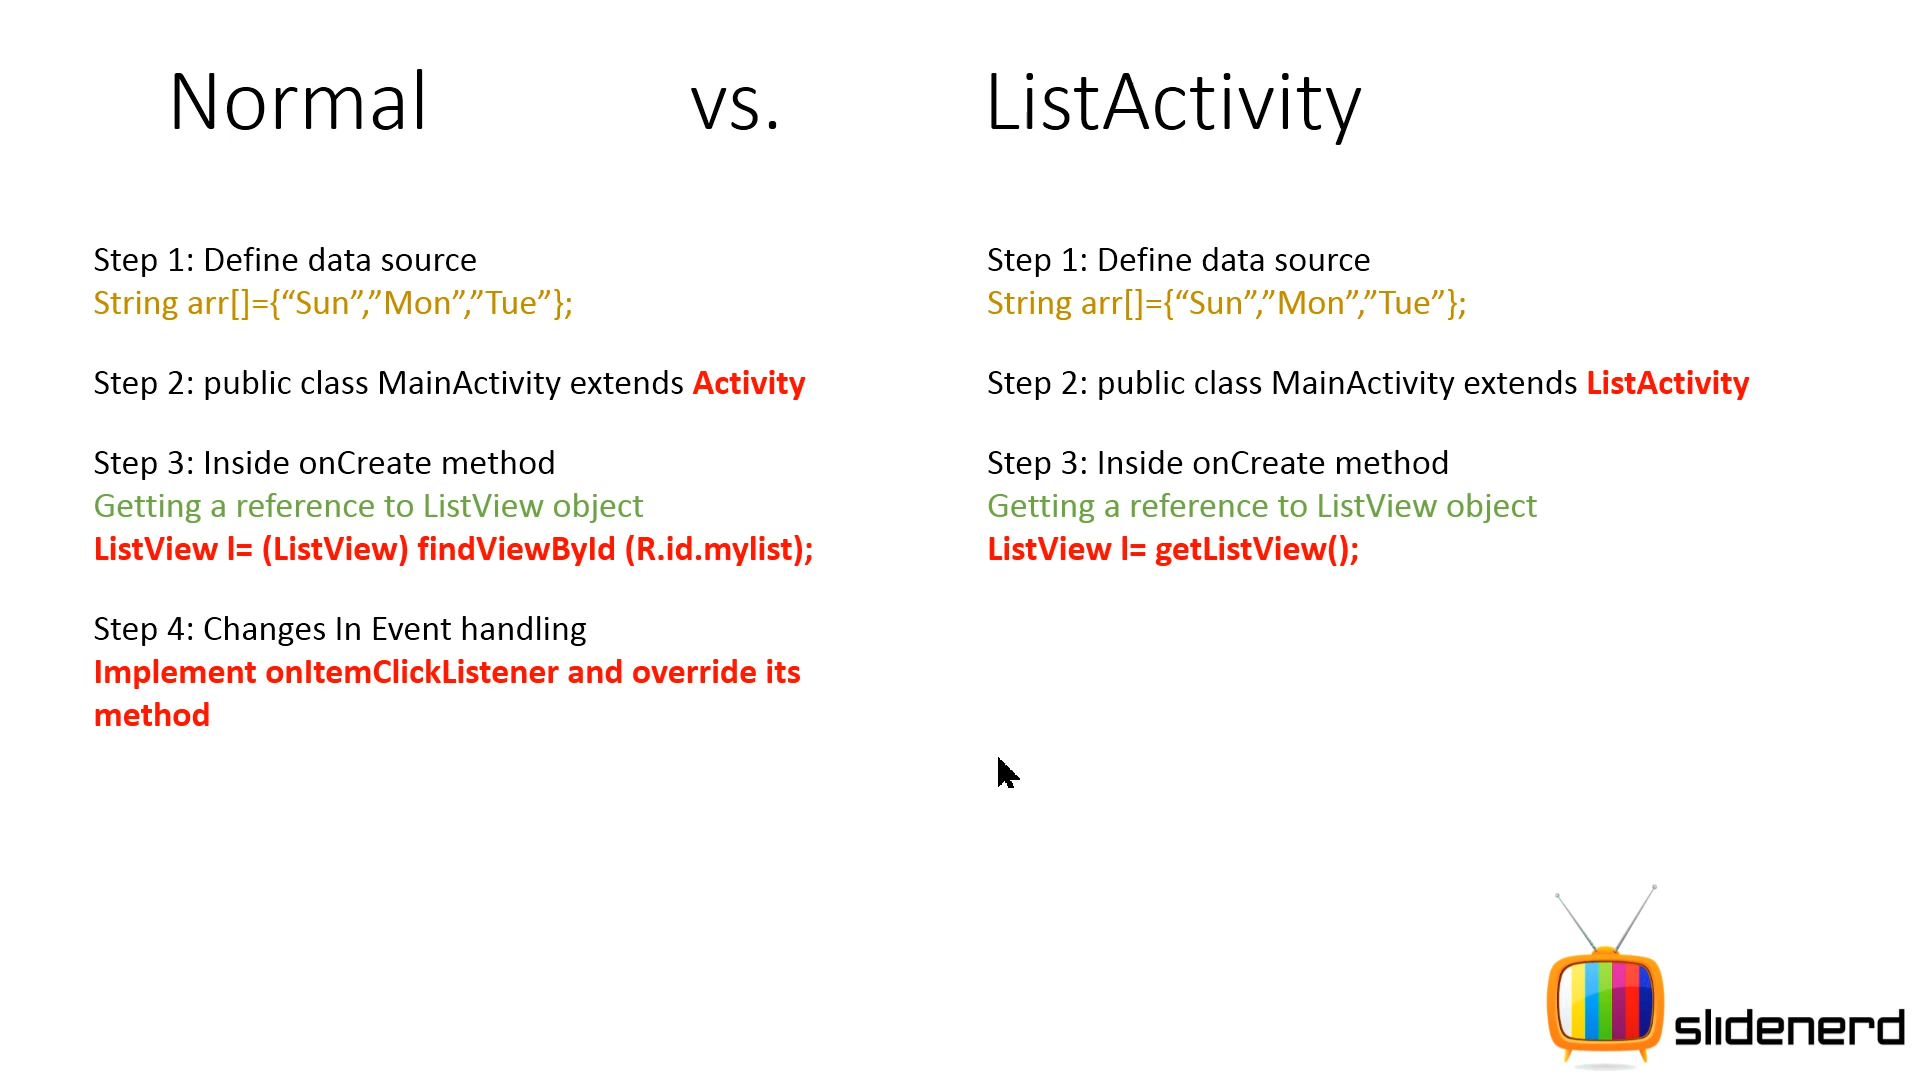 Normal vs. ListActivity
Step 1: Define data source
String arr[]={“Sun”,”Mon”,”Tue”};
Step 2: public class MainActivity extends Activity
Step 3: Inside onCreate method
Getting a reference to ListView object
ListView l= (ListView) findViewById (R.id.mylist);
Step 4: Changes In Event handling
Implement onItemClickListener and override its
method
Step 1: Define data source
String arr[]={“Sun”,”Mon”,”Tue”};
Step 2: public class MainActivity extends ListActivity
Step 3: Inside onCreate method
Getting a reference to ListView object
ListView l= getListView();
slidenerd